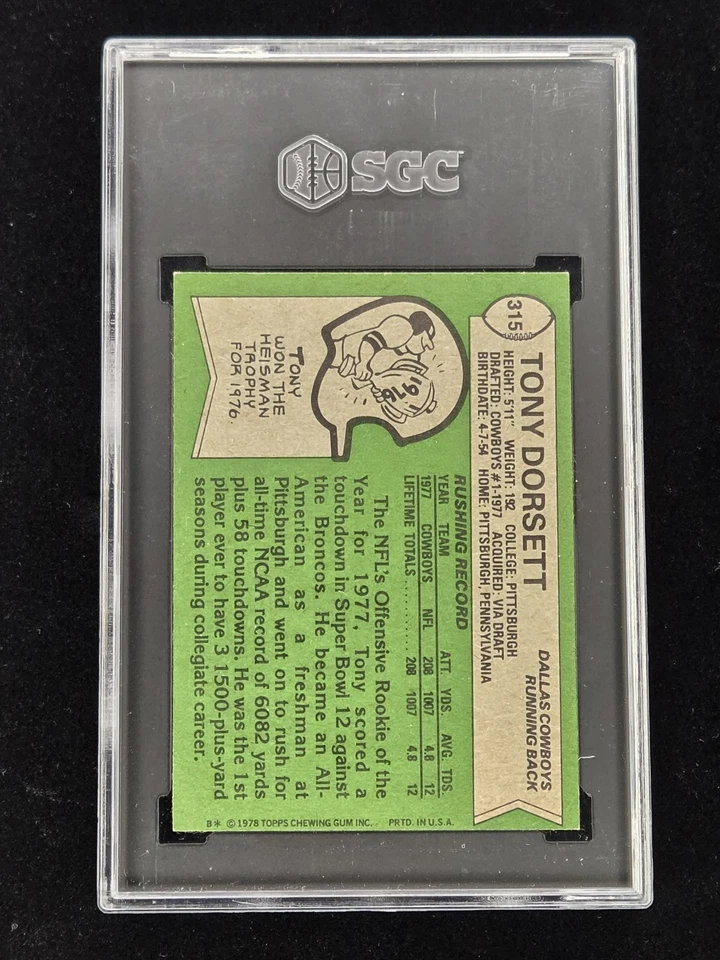 SGC
315
TONY DORSETT
DALLAS COWBOYS
RUNNING BACK
HEIGHT: 5'11" WEIGHT: 192 COLLEGE: PITTSBURGH
DRAFTED: COWBOYS #1-1977 ACQUIRED: VIA DRAFT
BIRTHDATE: 4-7-54 HOME: PITTSBURGH, PENNSYLVANIA
1976
TONY
WON THE
HEISMAN
TROPHY
FOR 1976.
RUSHING RECORD
YEAR TEAM ATT. YDS. AVG. TDS.
1977 COWBOYS NFL 208 1007 4.8 12
LIFETIME TOTALS.......... 208 1007 4.8 12
The NFL's Offensive Rookie of the
Year for 1977, Tony scored a
touchdown in Super Bowl 12 against
the Broncos. He became an All-
American as a freshman at
Pittsburgh and went on to rush for
all-time NCAA record of 6082 yards
plus 58 touchdowns. He was the 1st
player ever to have 3 1500-plus-yard
seasons during collegiate career.
B* © 1978 TOPPS CHEWING GUM INC. PRTD. IN U.S.A.